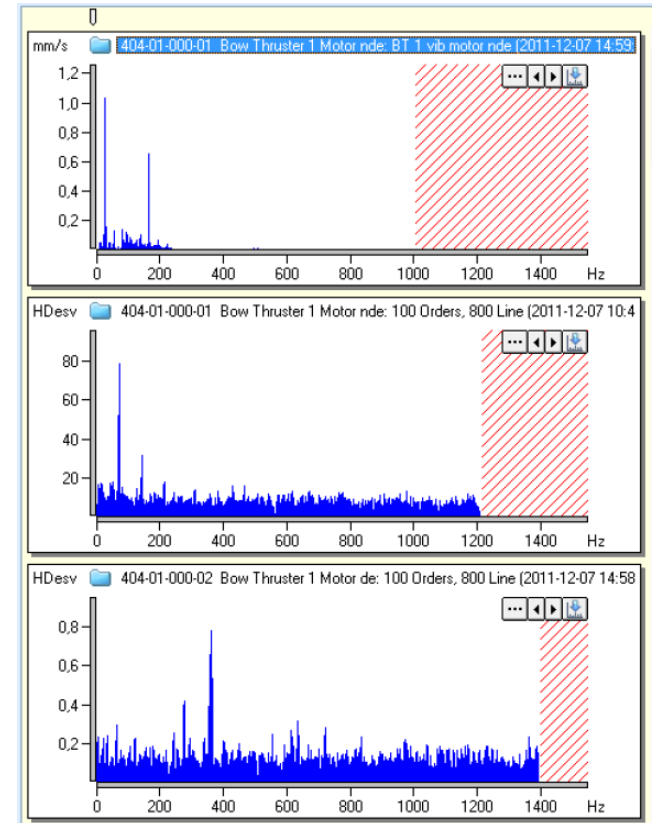 mm/s 404-01-000-01 Bow Thruster 1 Motor nde: BT 1 vib motor nde (2011-12-07 14:59:
1,2
1,0
0,8
0,6
0,4
0,2
0 200 400 600 800 1000 1200 1400 Hz
HDesv 404-01-000-01 Bow Thruster 1 Motor nde: 100 Orders, 800 Line (2011-12-07 10:4
80
60
40
20
0 200 400 600 800 1000 1200 1400 Hz
HDesv 404-01-000-02 Bow Thruster 1 Motor de: 100 Orders, 800 Line (2011-12-07 14:58
0,8
0,6
0,4
0,2
0 200 400 600 800 1000 1200 1400 Hz